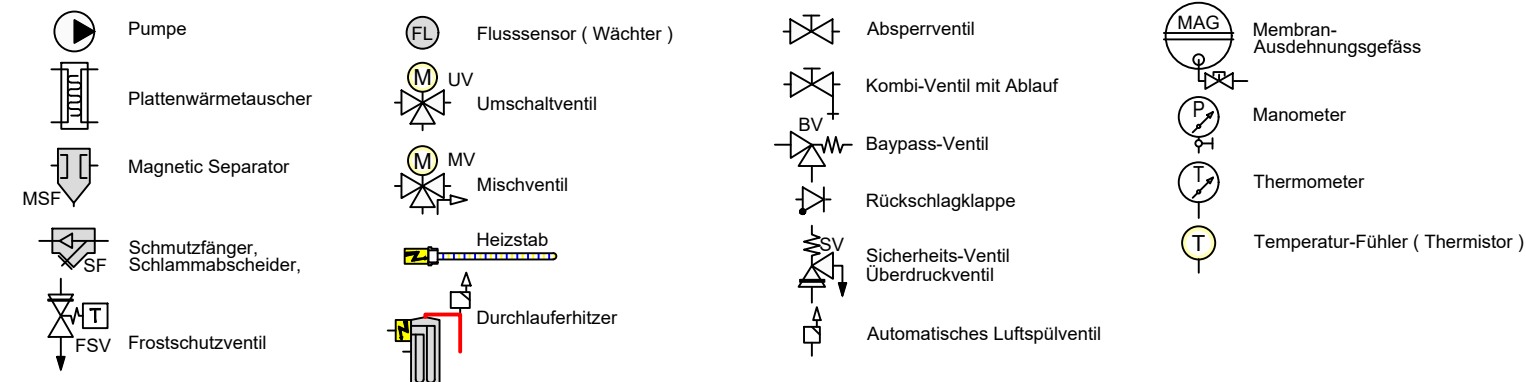 Pumpe
Plattenwärmetauscher
Magnetic Separator
MSF
Schmutzfänger,
Schlammabscheider,
SF
T
FSV
Frostschutzventil
FL
Flusssensor ( Wächter )
M
UV
Umschaltventil
M
MV
Mischventil
Heizstab
Durchlauferhitzer
Absperrventil
Kombi-Ventil mit Ablauf
BV
Baypass-Ventil
Rückschlagklappe
SV
Sicherheits-Ventil
Überdruckventil
Automatisches Luftspülventil
MAG
Membran-
Ausdehnungsgefäss
P
Manometer
T
Thermometer
T
Temperatur-Fühler ( Thermistor )